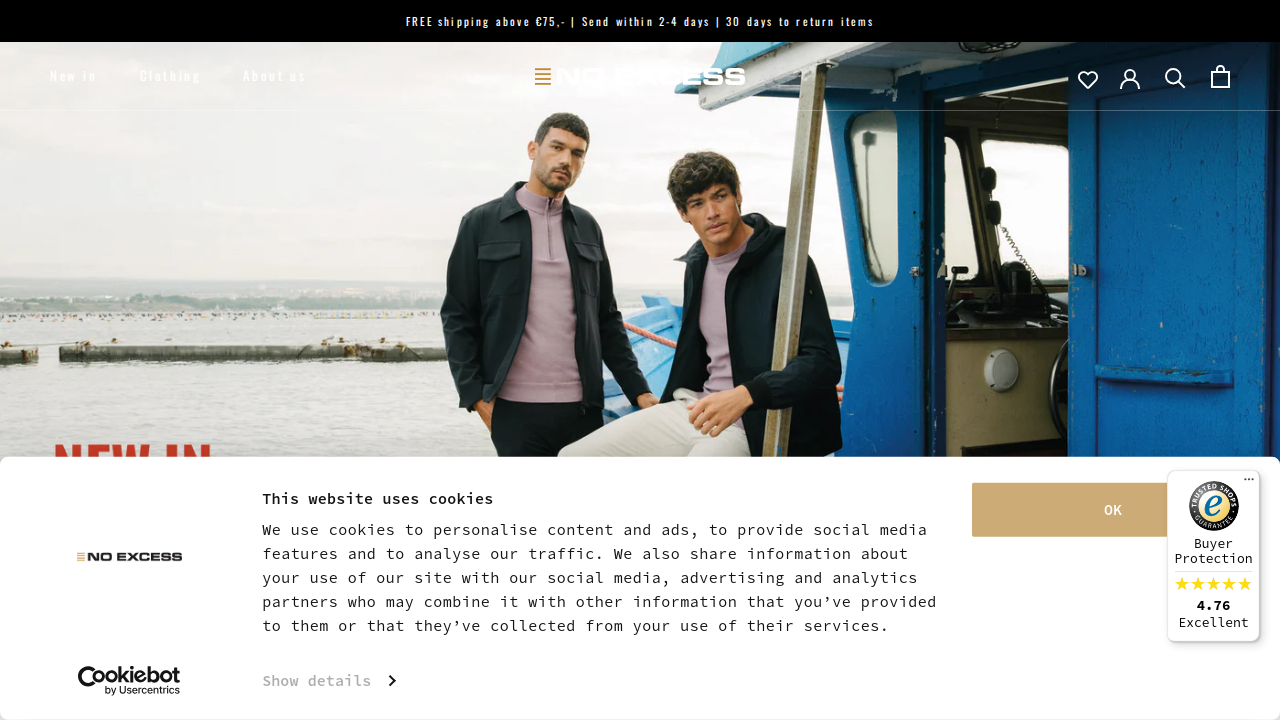 FREE shipping above €75,- | Send within 2-4 days | 30 days to return items
New in
Clothing
About us
NO EXCESS
NEW IN
This website uses cookies
We use cookies to personalise content and ads, to provide social media
features and to analyse our traffic. We also share information about
your use of our site with our social media, advertising and analytics
partners who may combine it with other information that you’ve provided
to them or that they’ve collected from your use of their services.
Show details
OK
NO EXCESS
Cookiebot
by Usercentrics
TRUSTED SHOPS
GUARANTEE
e
Buyer
Protection
4.76
Excellent